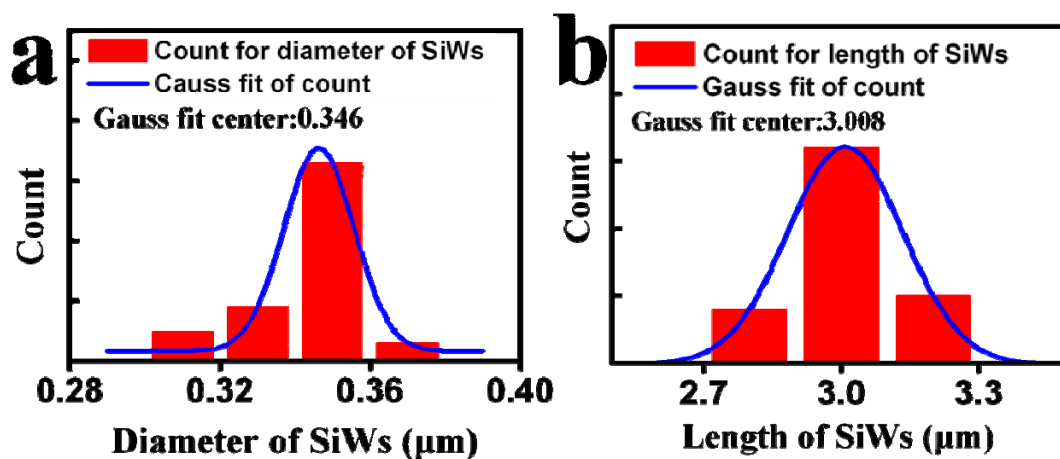 a
Count for diameter of SiWs
Causs fit of count
Gauss fit center:0.346
Count
0.28 0.32 0.36 0.40
Diameter of SiWs (μm)
b
Count for length of SiWs
Gauss fit of count
Gauss fit center:3.008
Count
2.7 3.0 3.3
Length of SiWs (μm)